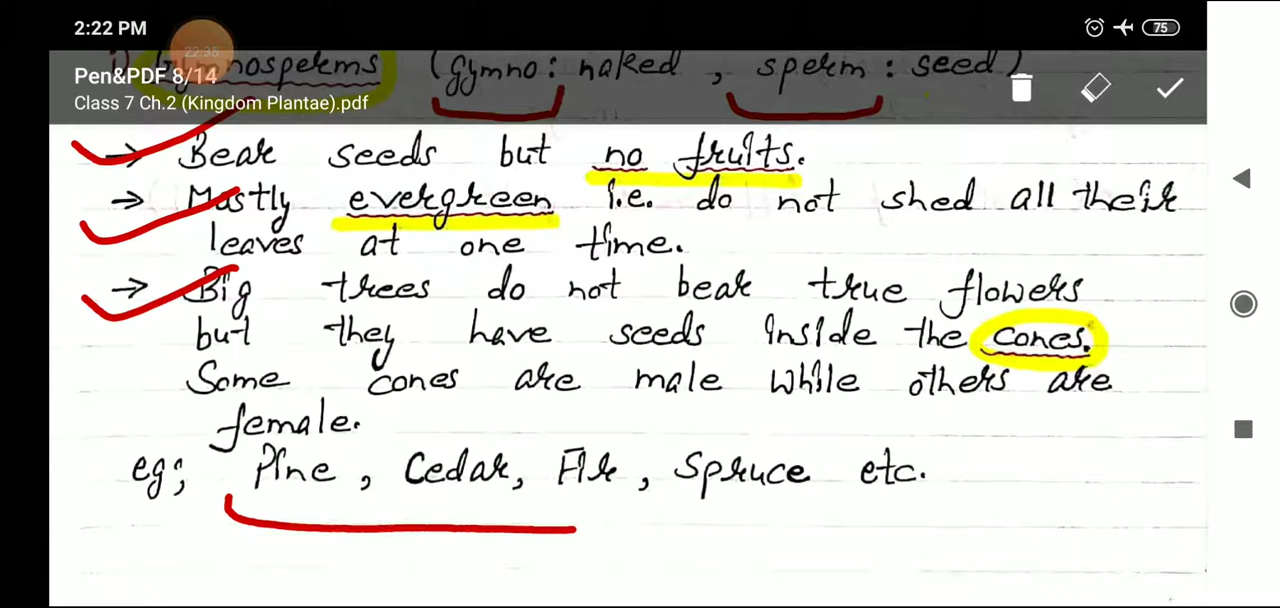 2:22 PM
75
22:35
i) Gymnosperms (gymno: naked, sperm: seed)
Pen&PDF 8/14
Class 7 Ch.2 (Kingdom Plantae).pdf
→ Bear seeds but no fruits.
→ Mostly evergreen i.e. do not shed all their
leaves at one time.
→ Big trees do not bear true flowers
but they have seeds inside the cones.
Some cones are male while others are
female.
eg; Pine, Cedar, Fir, Spruce etc.